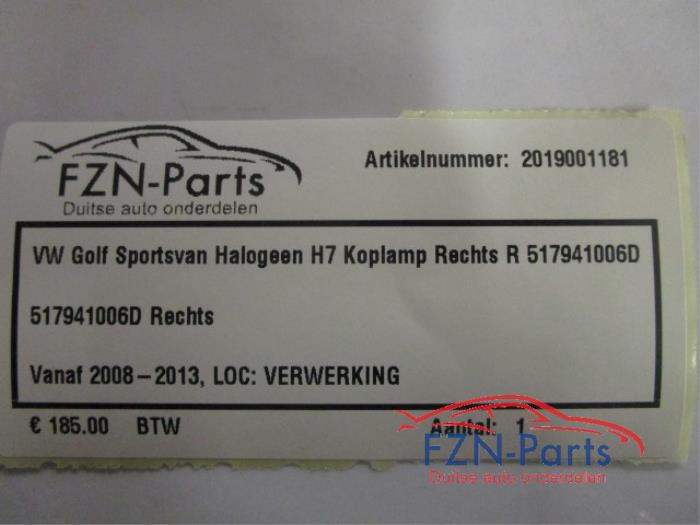 FZN-Parts
Duitse auto onderdelen
Artikelnummer: 2019001181
VW Golf Sportsvan Halogeen H7 Koplamp Rechts R 517941006D
517941006D Rechts
Vanaf 2008-2013, LOC: VERWERKING
€ 185.00 BTW
Aantal: 1
FZN-Parts
Duitse auto onderdelen